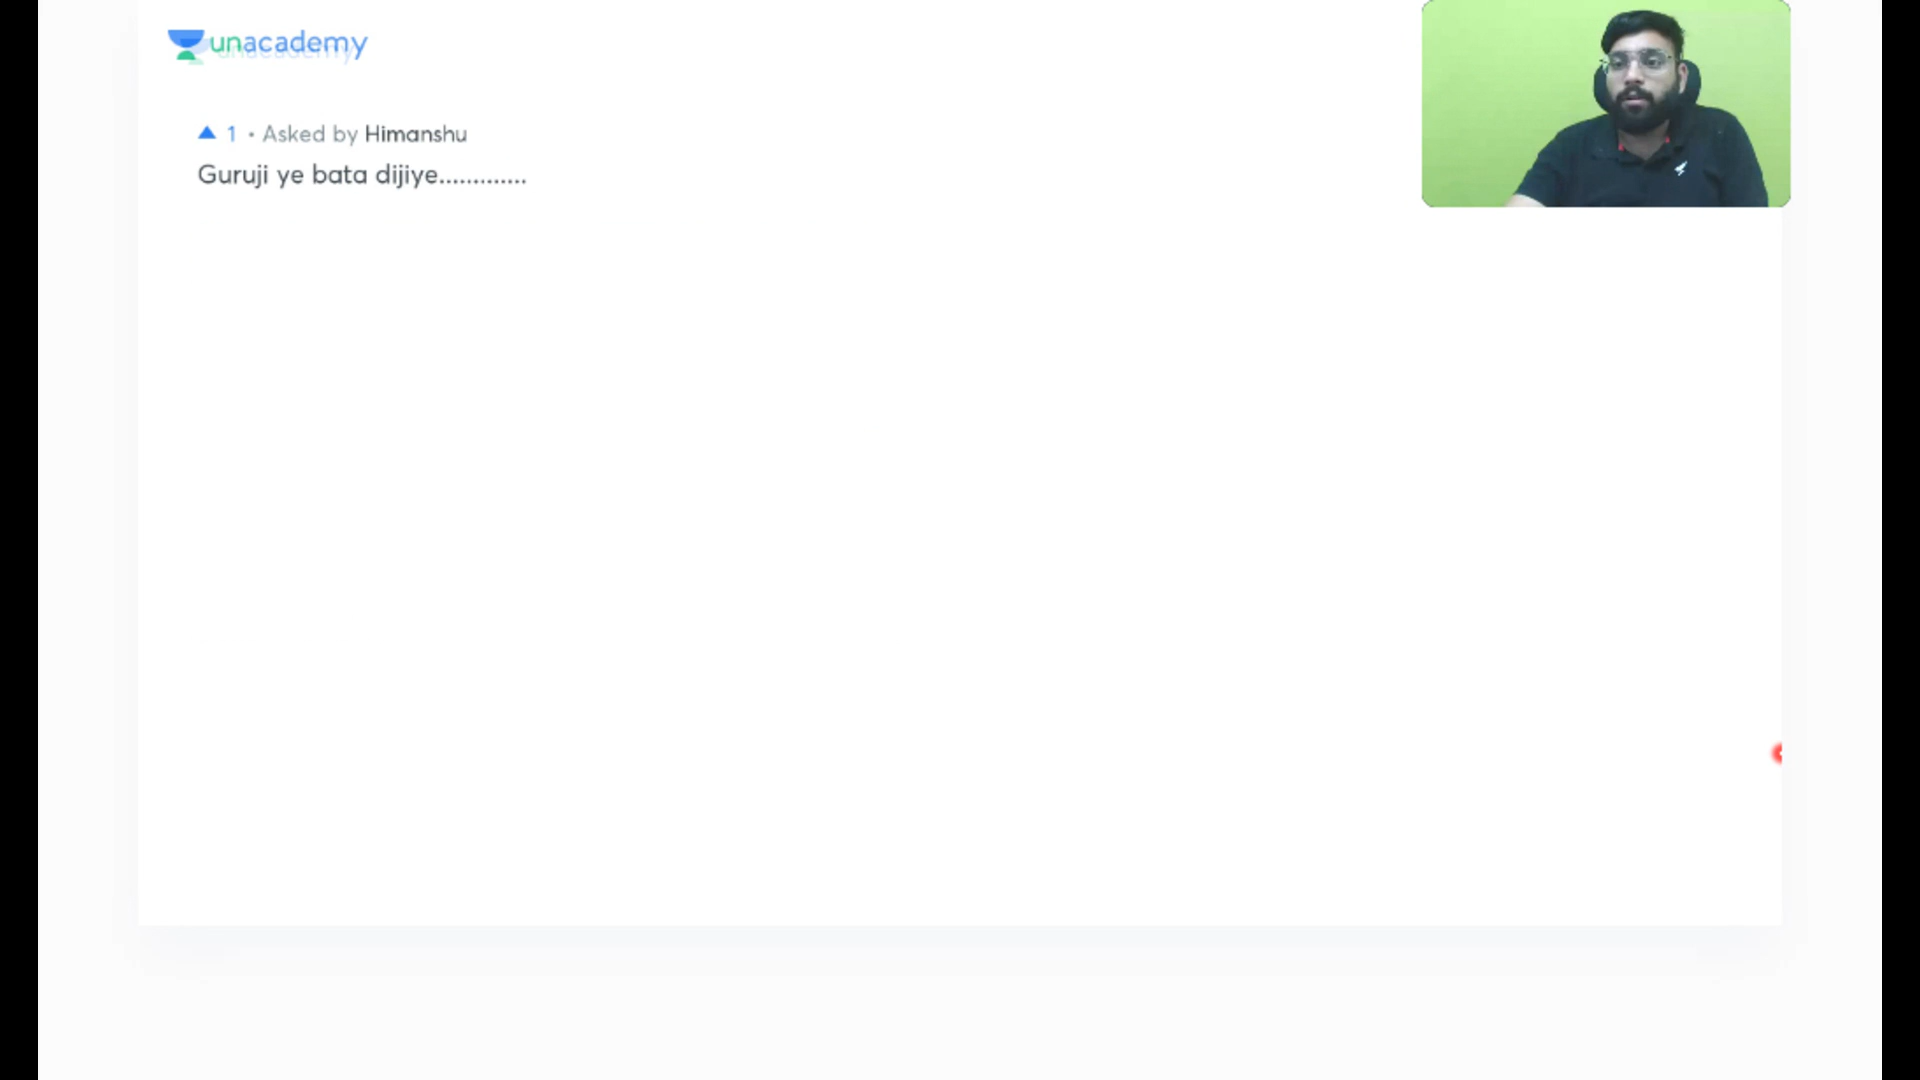 unacademy
1 • Asked by Himanshu
Guruji ye bata dijiye.............